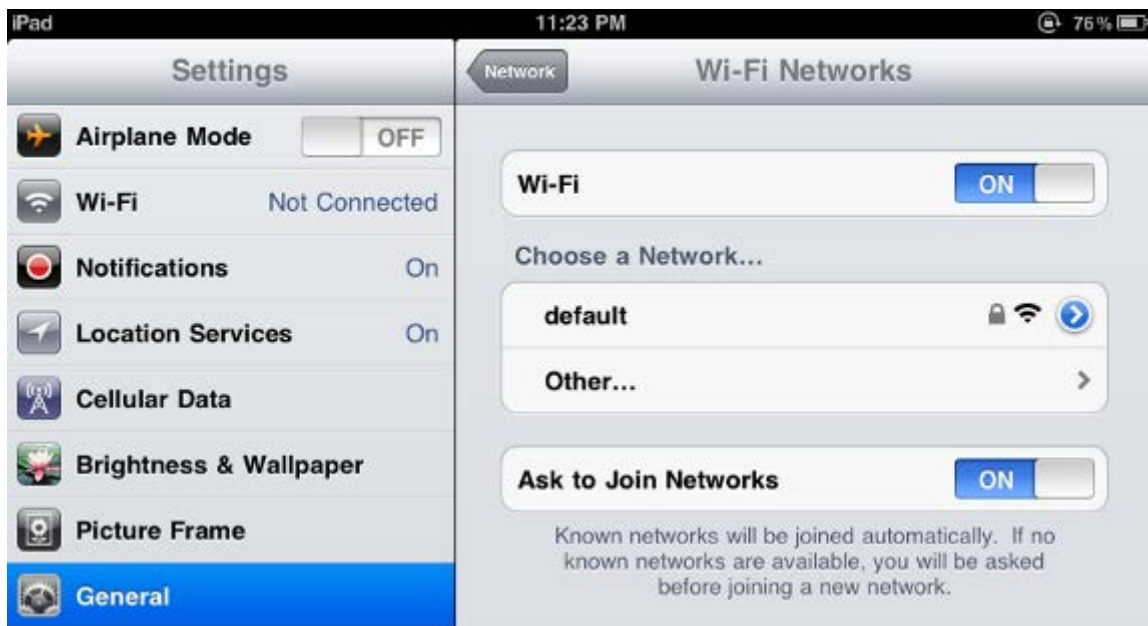 iPad 11:23 PM 76%
Settings
Airplane Mode OFF
Wi-Fi Not Connected
Notifications On
Location Services On
Cellular Data
Brightness & Wallpaper
Picture Frame
General
Network Wi-Fi Networks
Wi-Fi ON
Choose a Network...
default
Other...
Ask to Join Networks ON
Known networks will be joined automatically. If no
known networks are available, you will be asked
before joining a new network.